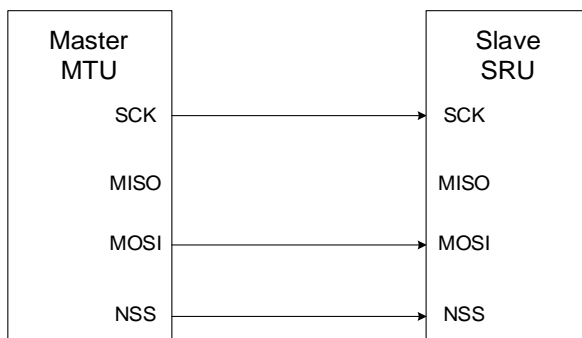 Master
MTU
SCK
MISO
MOSI
NSS
Slave
SRU
SCK
MISO
MOSI
NSS